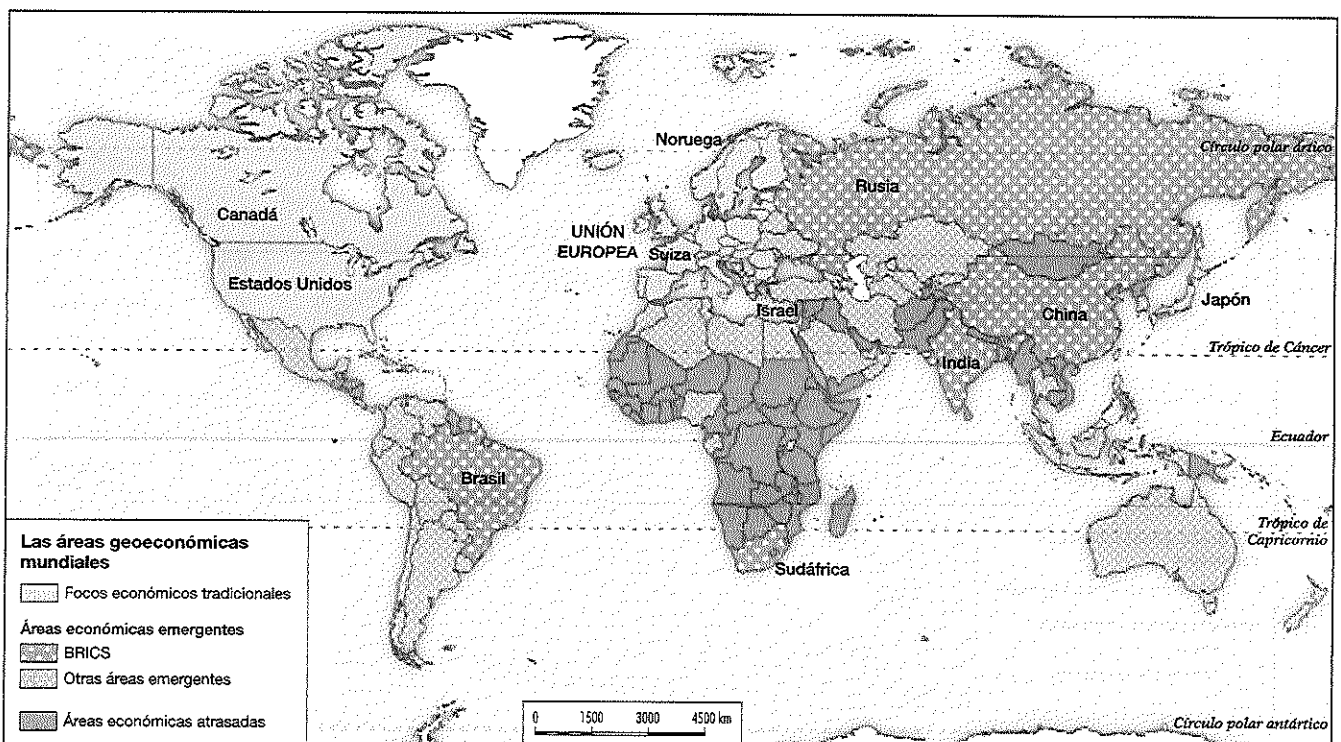 Noruega
Círculo polar ártico
Rusia
Canadá
UNIÓN
EUROPEA
Suiza
Estados Unidos
Israel
Japón
China
Trópico de Cáncer
India
Ecuador
Brasil
Trópico de
Capricornio
Sudáfrica
Las áreas geoeconómicas
mundiales
Focos económicos tradicionales
Áreas económicas emergentes
BRICS
Otras áreas emergentes
Áreas económicas atrasadas
0 1500 3000 4500 km
Círculo polar antártico